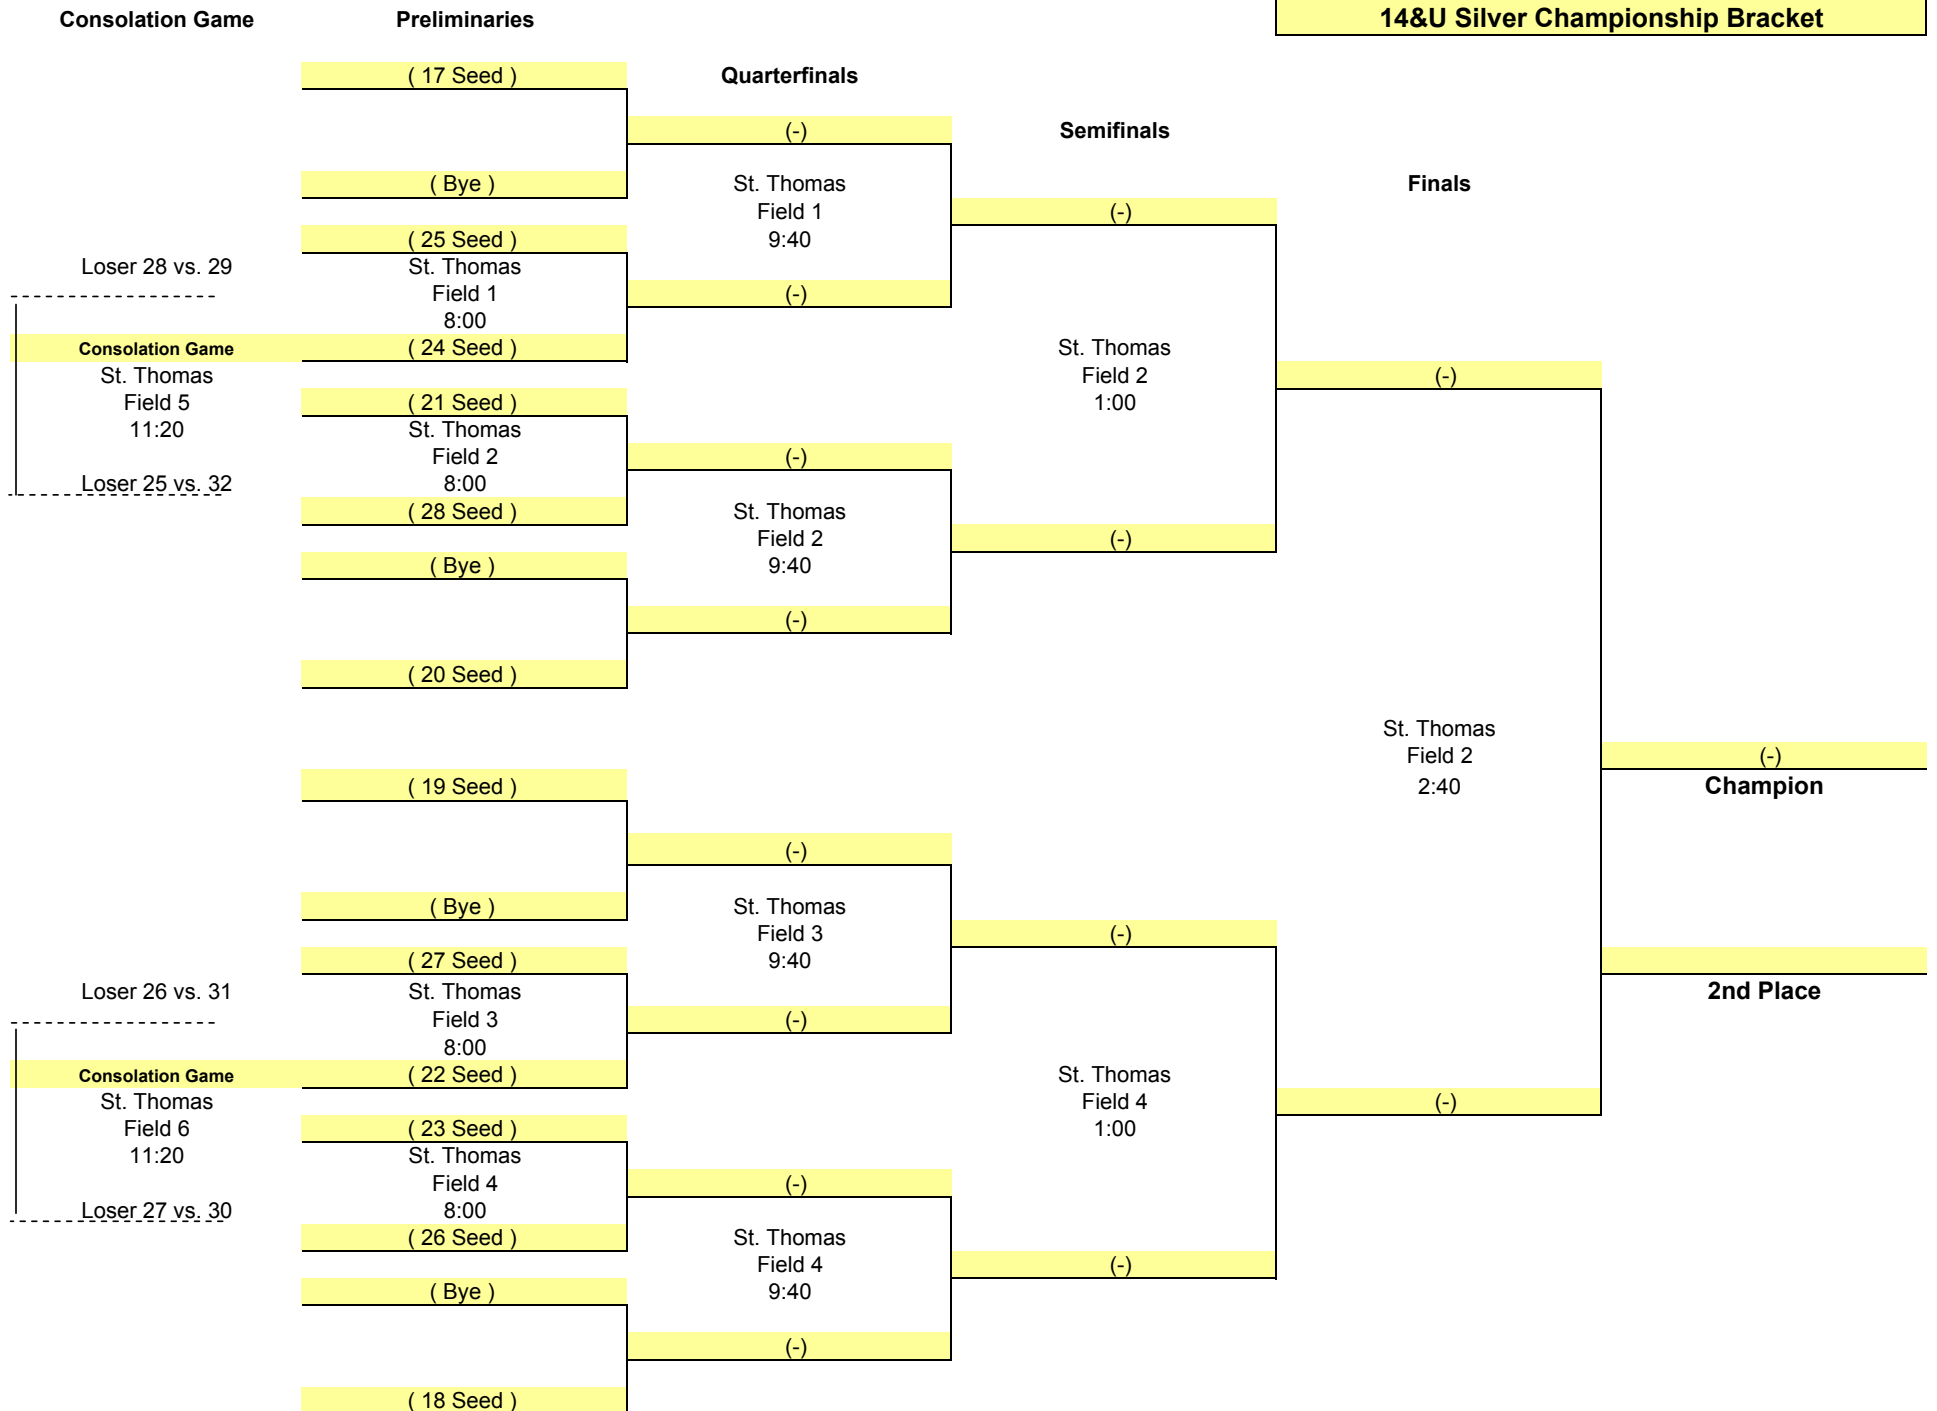 Consolation Game
Preliminaries
14&U Silver Championship Bracket
( 17 Seed )
Quarterfinals
(-)
Semifinals
( Bye )
St. Thomas
Finals
Field 1
(-)
( 25 Seed )
9:40
Loser 28 vs. 29
St. Thomas
Field 1
(-)
8:00
Consolation Game
( 24 Seed )
St. Thomas
St. Thomas
Field 2
(-)
Field 5
( 21 Seed )
1:00
11:20
St. Thomas
Field 2
(-)
Loser 25 vs. 32
8:00
( 28 Seed )
St. Thomas
Field 2
(-)
( Bye )
9:40
(-)
( 20 Seed )
St. Thomas
Field 2
(-)
( 19 Seed )
2:40
Champion
(-)
( Bye )
St. Thomas
Field 3
(-)
( 27 Seed )
9:40
Loser 26 vs. 31
St. Thomas
2nd Place
Field 3
(-)
8:00
Consolation Game
( 22 Seed )
St. Thomas
St. Thomas
Field 4
(-)
Field 6
( 23 Seed )
1:00
11:20
St. Thomas
Field 4
(-)
Loser 27 vs. 30
8:00
( 26 Seed )
St. Thomas
Field 4
(-)
( Bye )
9:40
(-)
( 18 Seed )